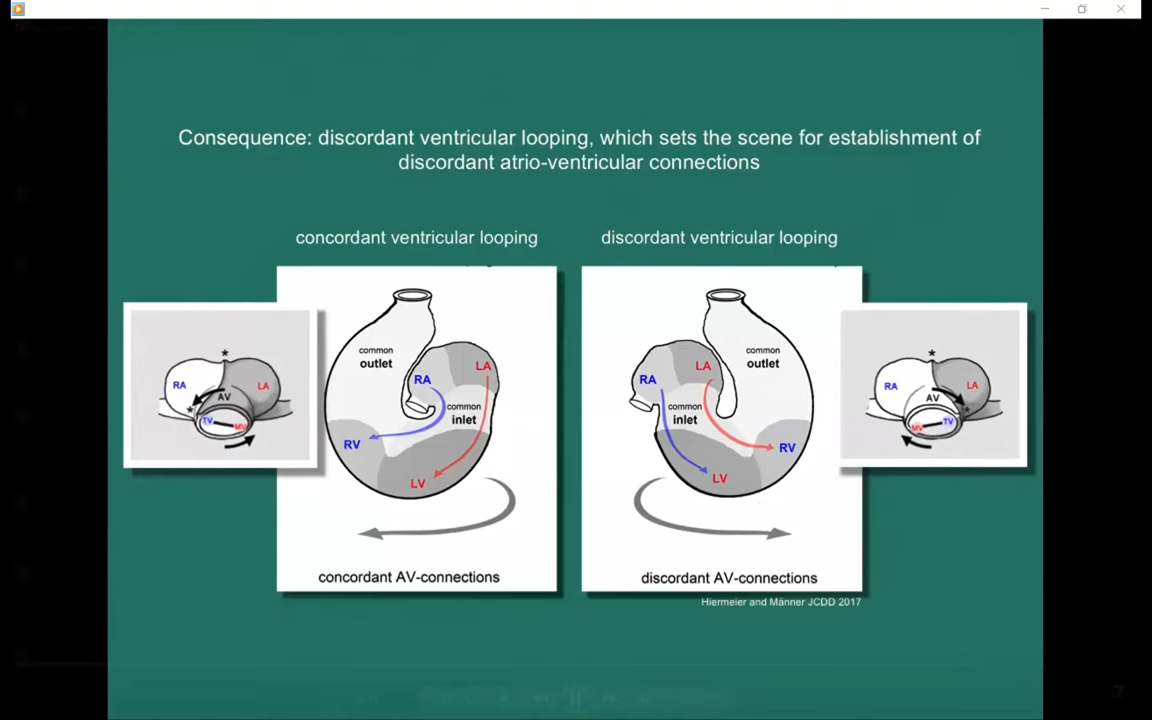 Consequence: discordant ventricular looping, which sets the scene for establishment of
discordant atrio-ventricular connections
concordant ventricular looping
discordant ventricular looping
*
RA
LA
AV
*
TV
MV
common
outlet
RA
LA
common
inlet
RV
LV
concordant AV-connections
RA
LA
common
outlet
common
inlet
RV
LV
discordant AV-connections
*
RA
LA
AV
*
MV
TV
Hiermeier and Männer JCDD 2017